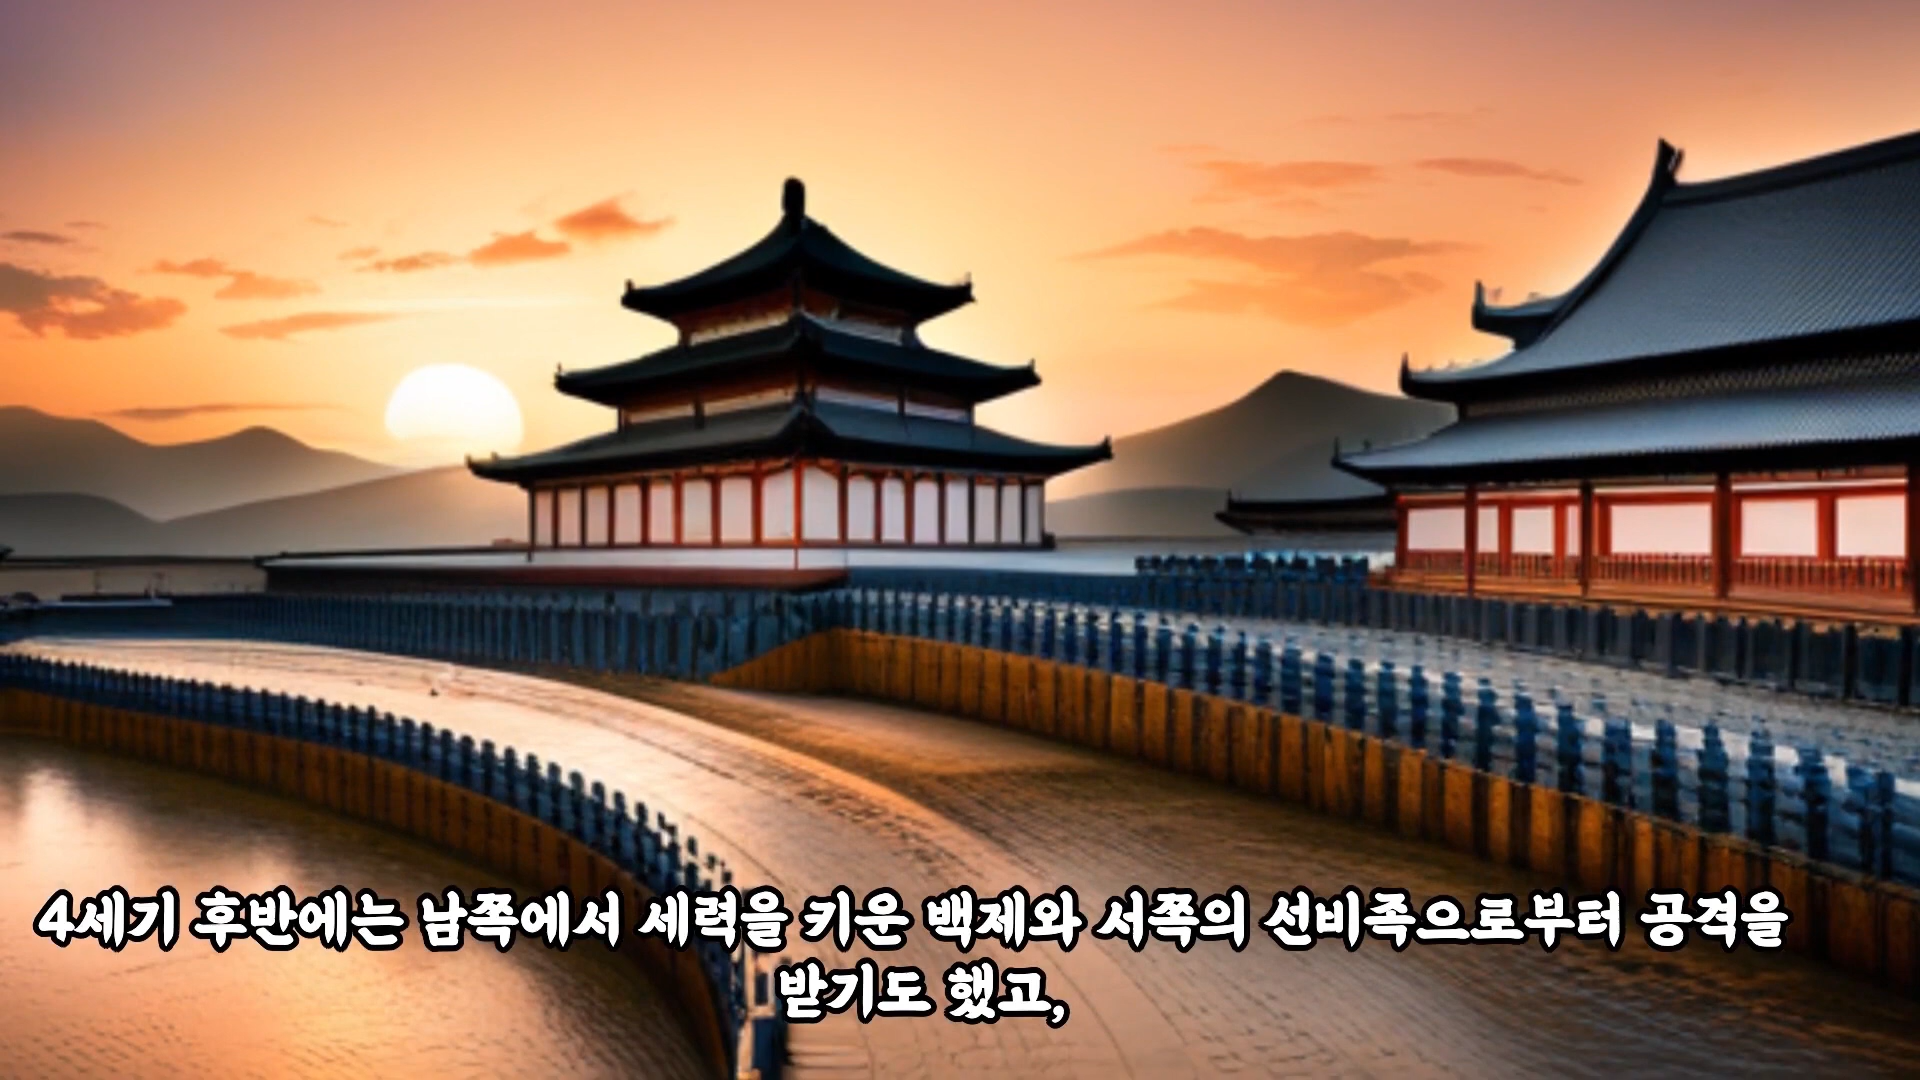 4세기 후반에는 남쪽에서 세력을 키운 백제와 서쪽의 선비족으로부터 공격을
받기도 했고,